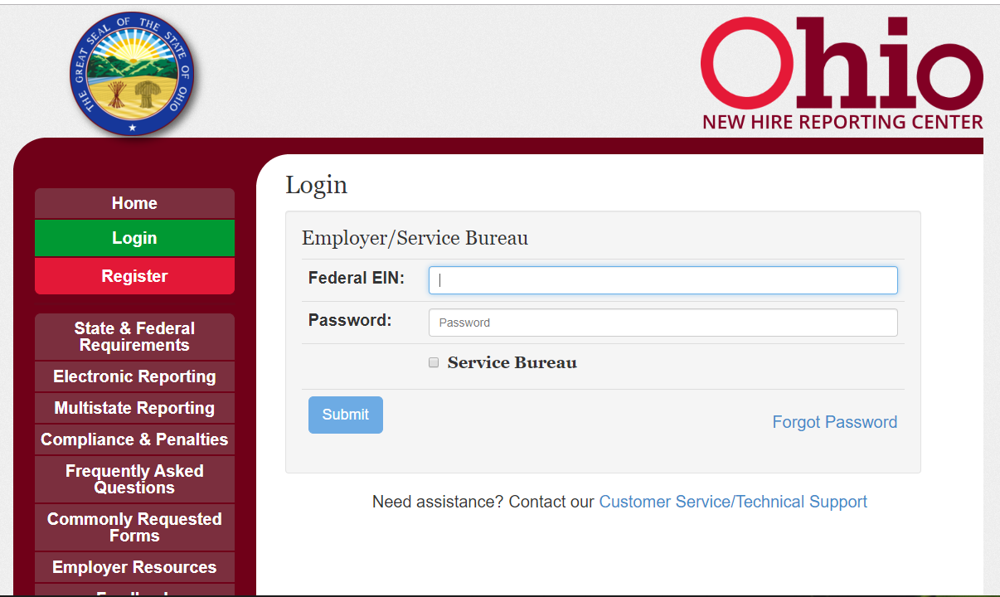 THE GREAT SEAL OF THE STATE OF OHIO
Ohio
NEW HIRE REPORTING CENTER
Home
Login
Register
State & Federal
Requirements
Electronic Reporting
Multistate Reporting
Compliance & Penalties
Frequently Asked
Questions
Commonly Requested
Forms
Employer Resources
Login
Employer/Service Bureau
Federal EIN:
Password:
Password
Service Bureau
Submit
Forgot Password
Need assistance? Contact our Customer Service/Technical Support